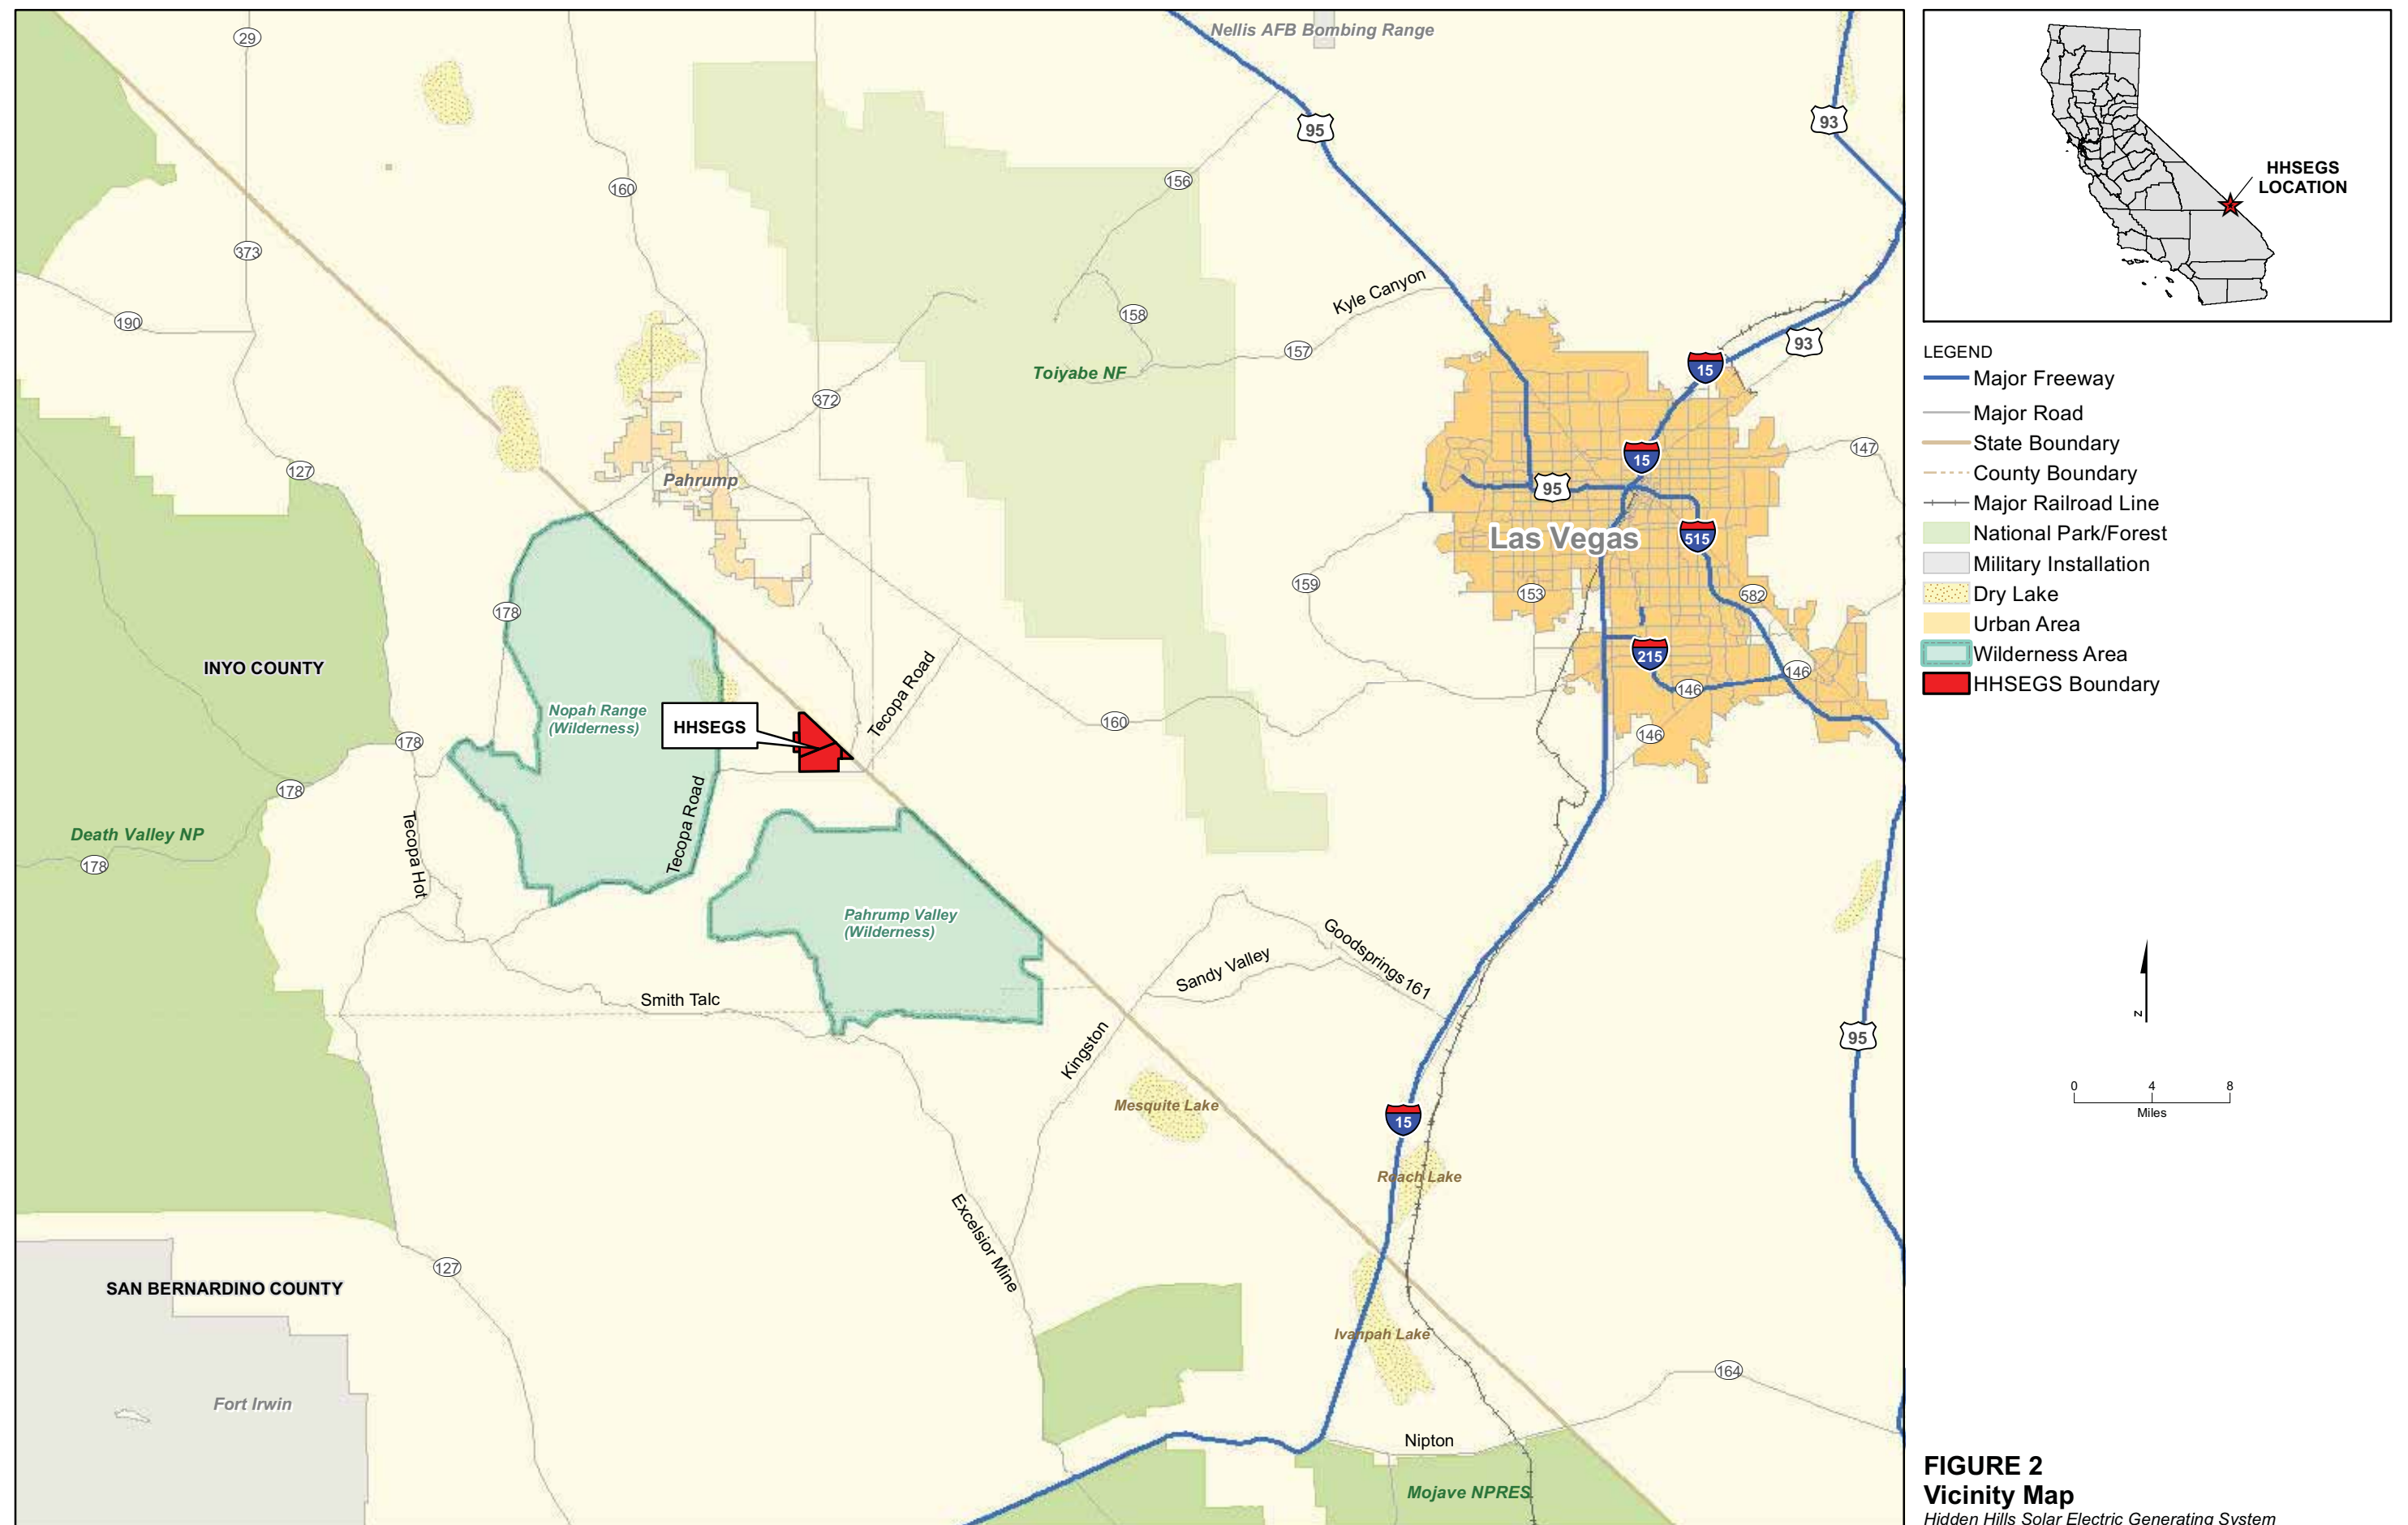 Nellis AFB Bombing Range
29
95
93
160
156
373
190
Kyle Canyon
158
157
93
15
Toiyabe NF
372
127
147
15
Pahrump
95
Las Vegas
515
159
153
582
178
INYO COUNTY
Tecopa Road
215
146
146
Nopah Range
(Wilderness)
HHSEGS
160
178
146
178
Tecopa Road
Death Valley NP
Tecopa Hot
178
Pahrump Valley
(Wilderness)
Goodsprings 161
Sandy Valley
Smith Talc
Kingston
95
Mesquite Lake
15
Roach Lake
Excelsior Mine
127
SAN BERNARDINO COUNTY
Ivanpah Lake
164
Fort Irwin
Nipton
Mojave NPRES
HHSEGS
LOCATION
LEGEND
Major Freeway
Major Road
State Boundary
County Boundary
Major Railroad Line
National Park/Forest
Military Installation
Dry Lake
Urban Area
Wilderness Area
HHSEGS Boundary
N
0 4 8
Miles
FIGURE 2
Vicinity Map
Hidden Hills Solar Electric Generating System